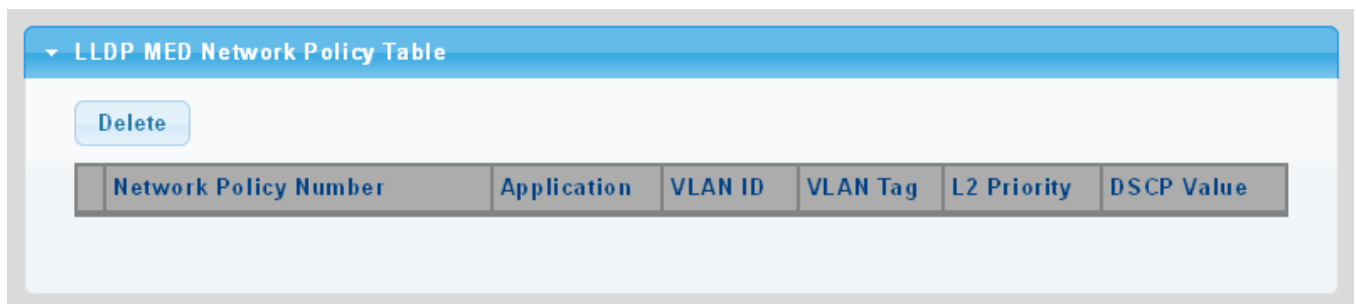 LLDP MED Network Policy Table
Delete
Network Policy Number Application VLAN ID VLAN Tag L2 Priority DSCP Value